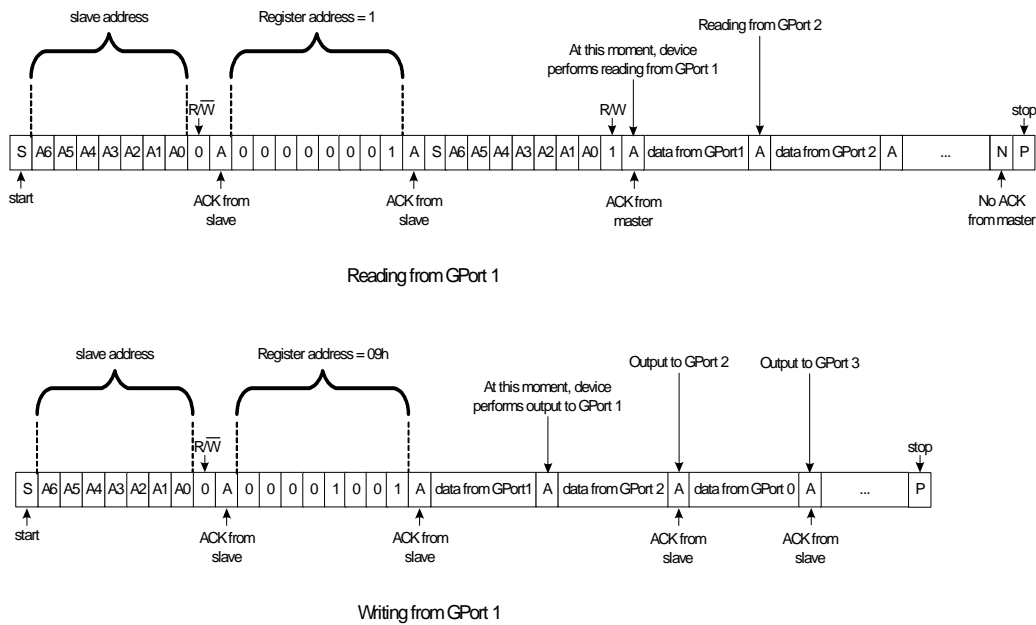 Reading from GPort 2
slave address
Register address = 1
At this moment, device
performs reading from GPort 1
R/W̅
R/W
stop
S A6 A5 A4 A3 A2 A1 A0 0 A 0 0 0 0 0 0 0 1 A S A6 A5 A4 A3 A2 A1 A0 1 A data from GPort1 A data from GPort 2 A ... N P
start
ACK from
slave
ACK from
slave
ACK from
master
No ACK
from master
Reading from GPort 1
slave address
Register address = 09h
Output to GPort 2
Output to GPort 3
At this moment, device
performs output to GPort 1
R/W̅
stop
S A6 A5 A4 A3 A2 A1 A0 0 A 0 0 0 0 1 0 0 1 A data from GPort1 A data from GPort 2 A data from GPort 0 A ... P
start
ACK from
slave
ACK from
slave
ACK from
slave
ACK from
slave
Writing from GPort 1